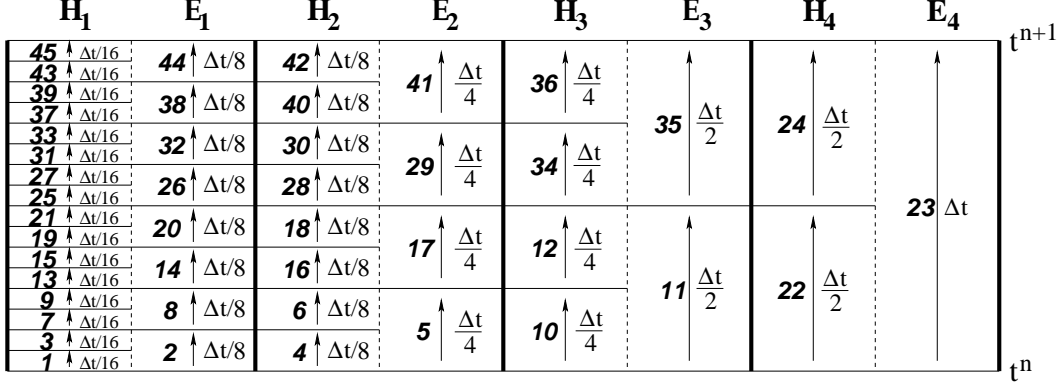 H1 E1 H2 E2 H3 E3 H4 E4
t^n+1
45 Δt/16
43 Δt/16
39 Δt/16
37 Δt/16
33 Δt/16
31 Δt/16
27 Δt/16
25 Δt/16
21 Δt/16
19 Δt/16
15 Δt/16
13 Δt/16
9 Δt/16
7 Δt/16
3 Δt/16
1 Δt/16
44 Δt/8
38 Δt/8
32 Δt/8
26 Δt/8
20 Δt/8
14 Δt/8
8 Δt/8
2 Δt/8
42 Δt/8
40 Δt/8
30 Δt/8
28 Δt/8
18 Δt/8
16 Δt/8
6 Δt/8
4 Δt/8
41 Δt/4
29 Δt/4
17 Δt/4
5 Δt/4
36 Δt/4
34 Δt/4
12 Δt/4
10 Δt/4
35 Δt/2
11 Δt/2
24 Δt/2
22 Δt/2
23 Δt
t^n